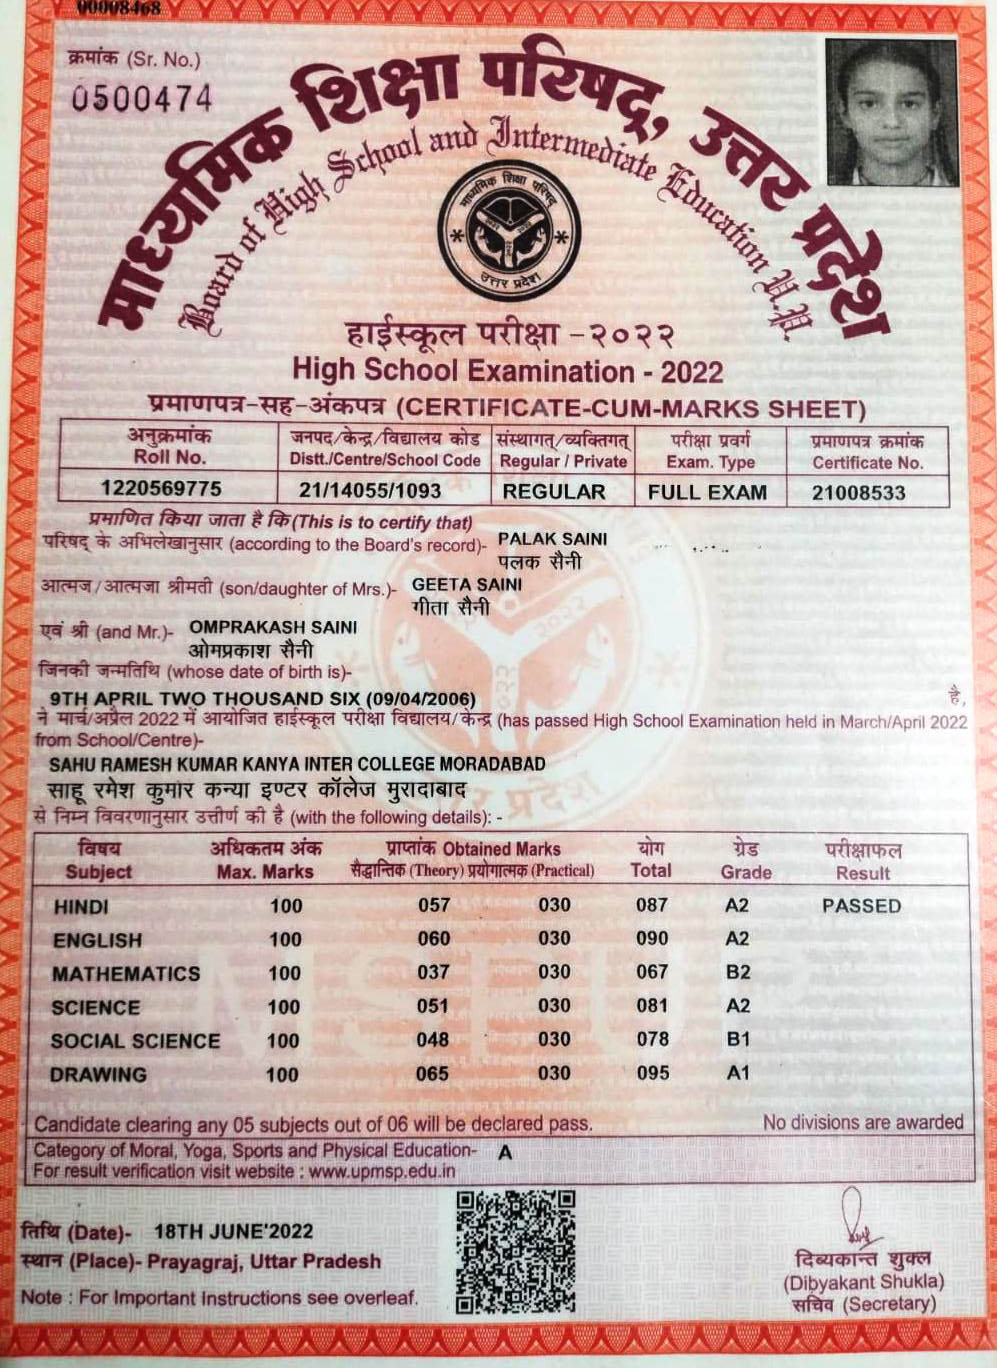 00008468
क्रमांक (Sr. No.)
0500474
माध्यमिक शिक्षा परिषद्, उत्तर प्रदेश
Board of High School and Intermediate Education U.P.
माध्यमिक शिक्षा परिषद
उत्तर प्रदेश
हाईस्कूल परीक्षा -२०२२
High School Examination - 2022
प्रमाणपत्र-सह-अंकपत्र (CERTIFICATE-CUM-MARKS SHEET)
अनुक्रमांक जनपद/केन्द्र/विद्यालय कोड संस्थागत/व्यक्तिगत परीक्षा प्रवर्ग प्रमाणपत्र क्रमांक
Roll No. Distt./Centre/School Code Regular / Private Exam. Type Certificate No.
1220569775 21/14055/1093 REGULAR FULL EXAM 21008533
प्रमाणित किया जाता है कि (This is to certify that)
परिषद् के अभिलेखानुसार (according to the Board's record)- PALAK SAINI
पलक सैनी
आत्मज/आत्मजा श्रीमती (son/daughter of Mrs.)- GEETA SAINI
गीता सैनी
एवं श्री (and Mr.)- OMPRAKASH SAINI
ओमप्रकाश सैनी
जिनकी जन्मतिथि (whose date of birth is)-
9TH APRIL TWO THOUSAND SIX (09/04/2006) है,
ने मार्च/अप्रैल 2022 में आयोजित हाईस्कूल परीक्षा विद्यालय/केन्द्र (has passed High School Examination held in March/April 2022
from School/Centre)-
SAHU RAMESH KUMAR KANYA INTER COLLEGE MORADABAD
साहू रमेश कुमार कन्या इण्टर कॉलेज मुरादाबाद
से निम्न विवरणानुसार उत्तीर्ण की है (with the following details): -
विषय अधिकतम अंक प्राप्तांक Obtained Marks योग ग्रेड परीक्षाफल
Subject Max. Marks सैद्धान्तिक (Theory) प्रयोगात्मक (Practical) Total Grade Result
HINDI 100 057 030 087 A2 PASSED
ENGLISH 100 060 030 090 A2
MATHEMATICS 100 037 030 067 B2
SCIENCE 100 051 030 081 A2
SOCIAL SCIENCE 100 048 030 078 B1
DRAWING 100 065 030 095 A1
Candidate clearing any 05 subjects out of 06 will be declared pass. No divisions are awarded
Category of Moral, Yoga, Sports and Physical Education- A
For result verification visit website : www.upmsp.edu.in
तिथि (Date)- 18TH JUNE'2022
स्थान (Place)- Prayagraj, Uttar Pradesh
Note : For Important Instructions see overleaf.
दिब्यकान्त शुक्ल
(Dibyakant Shukla)
सचिव (Secretary)